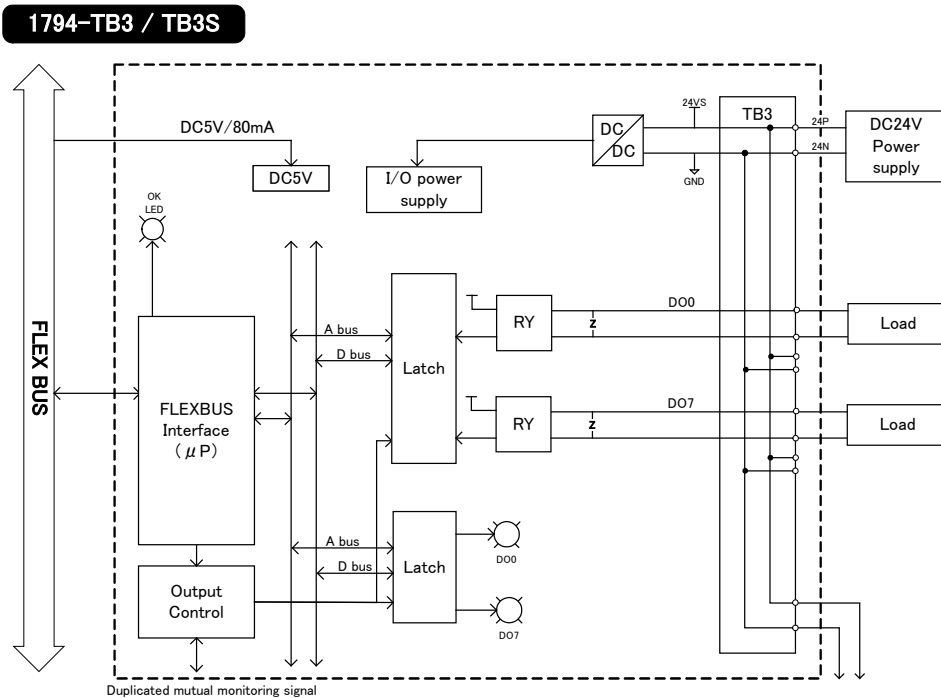 1794-TB3 / TB3S
DC5V/80mA
DC5V
I/O power
supply
DC
DC
24VS
GND
TB3
24P
24N
DC24V
Power
supply
OK
LED
FLEX BUS
FLEXBUS
Interface
(μP)
A bus
D bus
Latch
RY
z
DO0
Load
RY
z
DO7
Load
A bus
D bus
Latch
DO0
DO7
Output
Control
Duplicated mutual monitoring signal